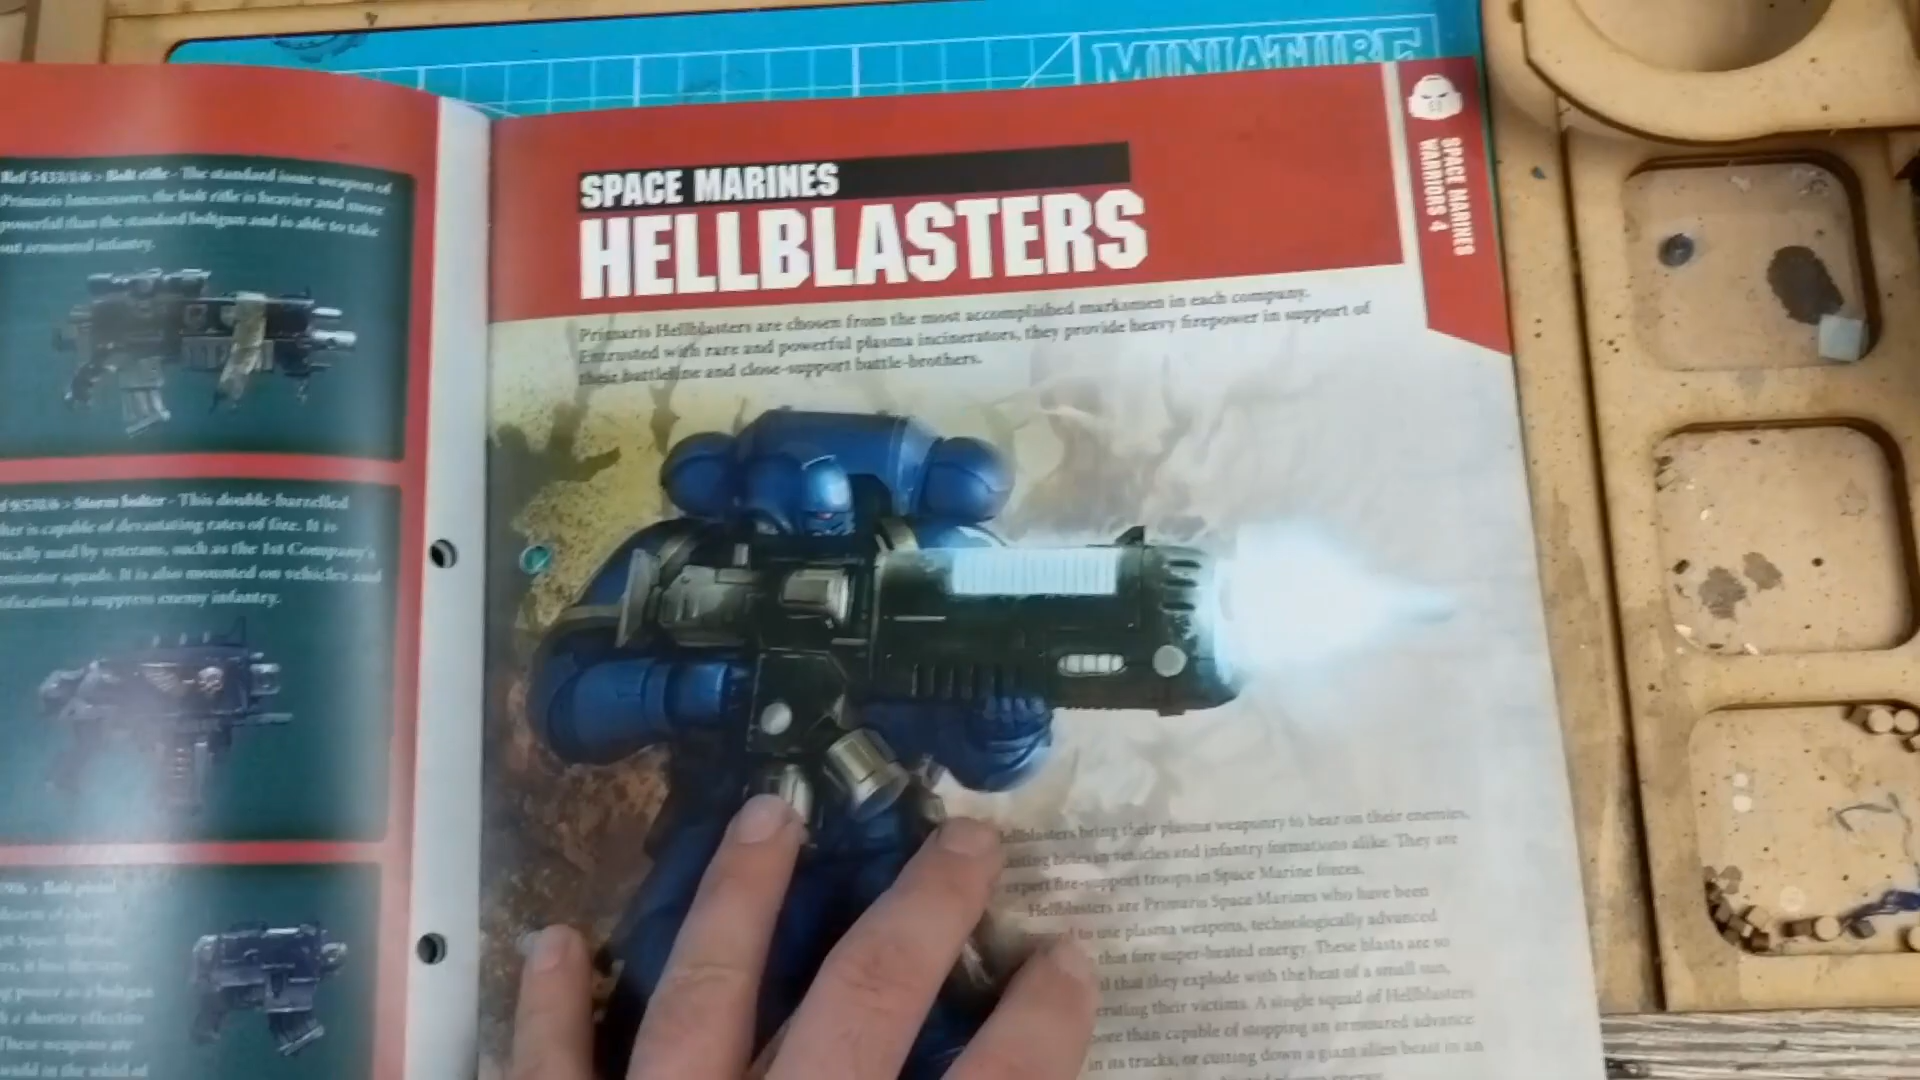 MINIATURE
Bolt rifle - The standard issue weapon of
Primaris Intercessors, the bolt rifle is heavier and more
powerful than the standard boltgun and is able to take
out armoured infantry.
Storm bolter - This double-barrelled
is capable of devastating rates of fire. It is
used by veterans, such as the 1st Company's
squads. It is also mounted on vehicles and
to suppress enemy infantry.
Bolt pistol
SPACE MARINES
HELLBLASTERS
Primaris Hellblasters are chosen from the most accomplished marksmen in each company.
Entrusted with rare and powerful plasma incinerators, they provide heavy firepower in support of
their battleline and close-support battle-brothers.
SPACE MARINES
WARRIORS 4
Hellblasters bring their plasma weaponry to bear on their enemies,
holes in vehicles and infantry formations alike. They are
expert fire-support troops in Space Marine forces.
Hellblasters are Primaris Space Marines who have been
to use plasma weapons, technologically advanced
that fire super-heated energy. These blasts are so
that they explode with the heat of a small sun,
their victims. A single squad of Hellblasters
more than capable of stopping an armoured advance
in its tracks, or cutting down a giant alien beast in an